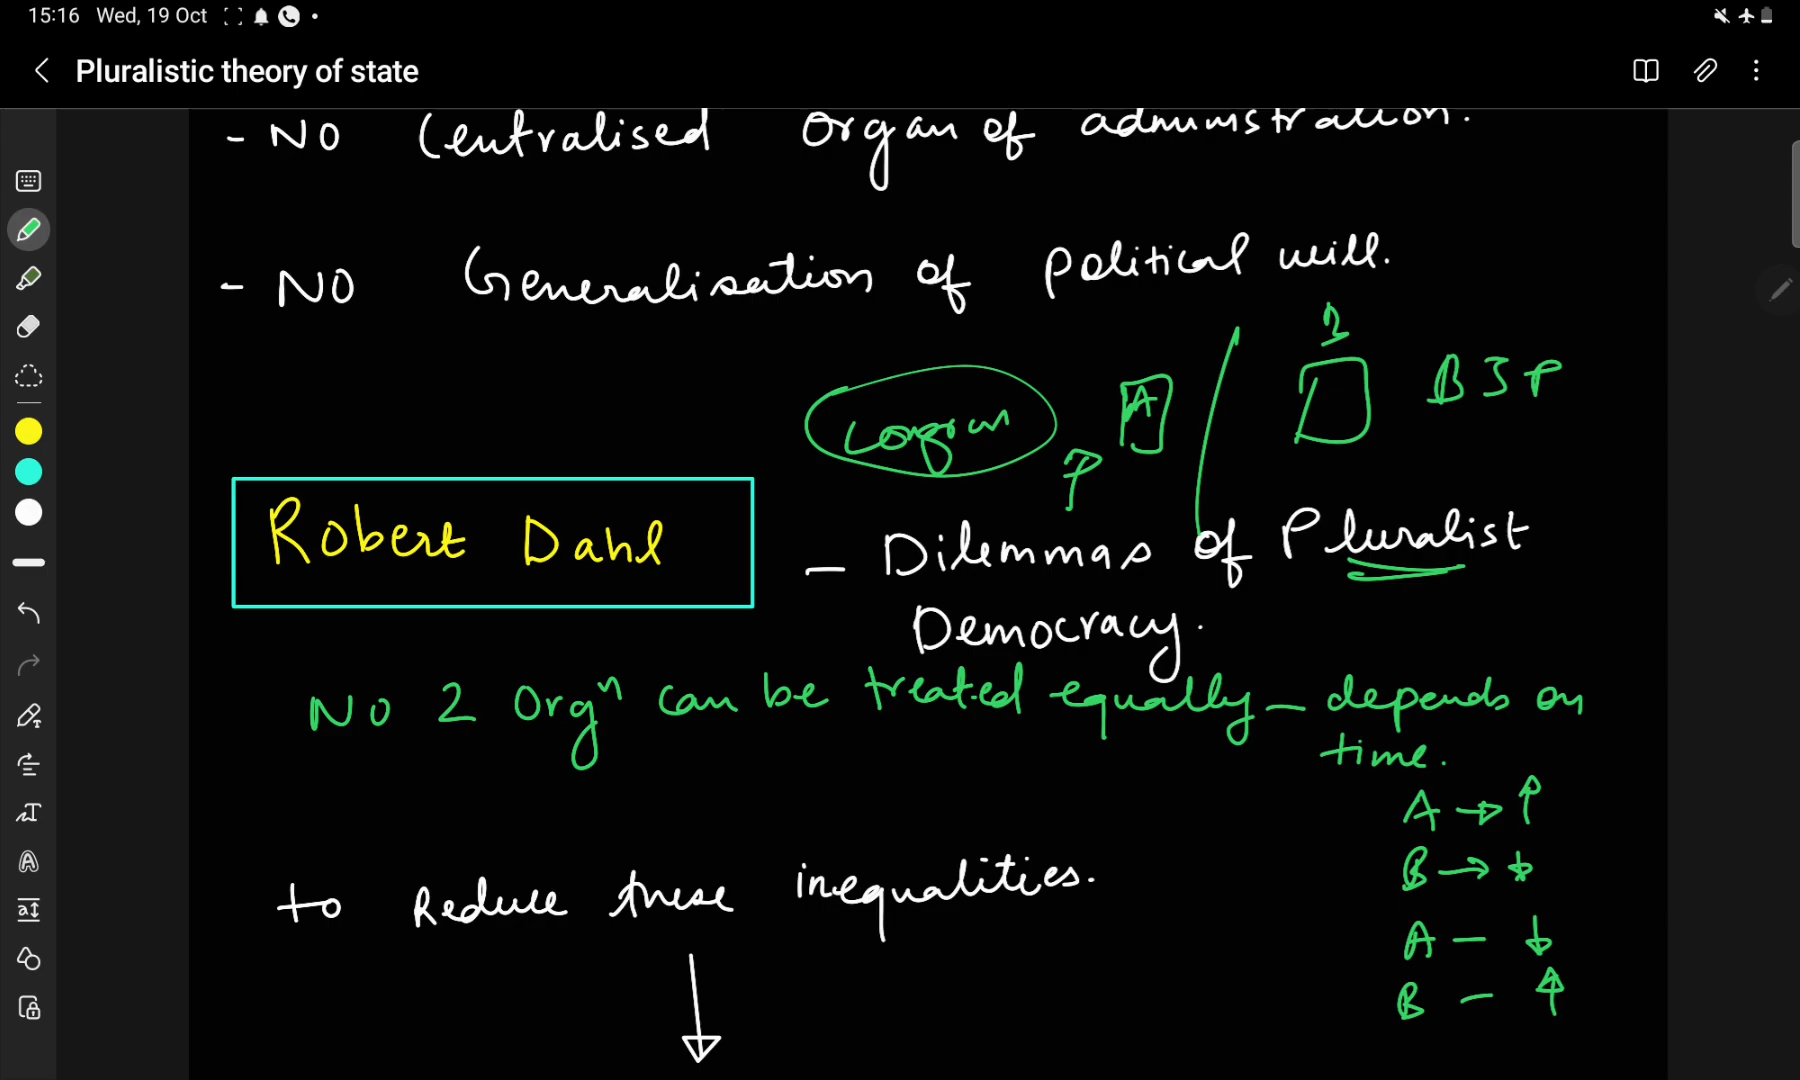 15:16 Wed, 19 Oct
Pluralistic theory of state
- NO Centralised Organ of administration.
- NO Generalisation of Political will.
2
A
BJP
Robert Dahl
- Dilemmas of Pluralist
Democracy.
No 2 Orgⁿ can be treated equally - depends on
time.
A → ↑
B → ↓
A - ↓
B - ↑
to Reduce these inequalities.
↓